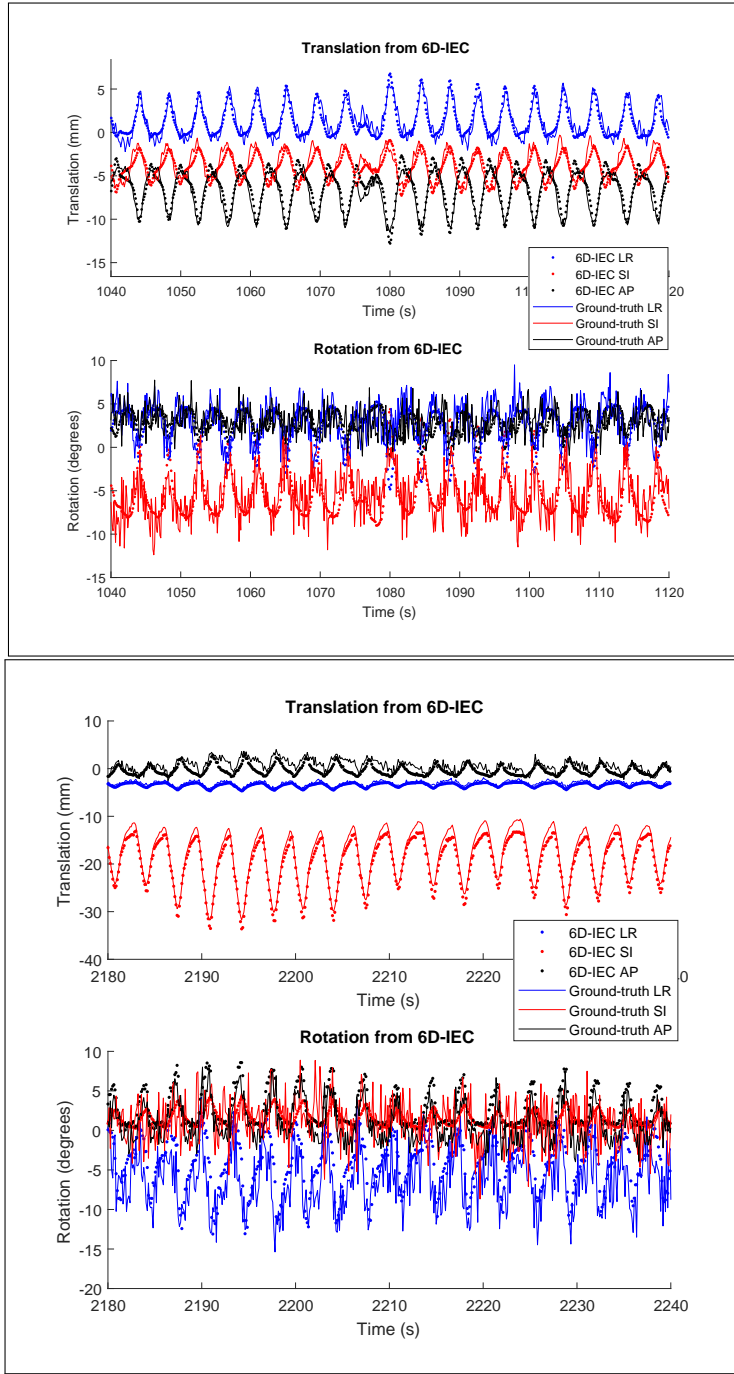 Translation from 6D-IEC
5
0
-5
-10
-15
Translation (mm)
1040 1050 1060 1070 1080 1090 1100 20
Time (s)
6D-IEC LR
6D-IEC SI
6D-IEC AP
Ground-truth LR
Ground-truth SI
Ground-truth AP
Rotation from 6D-IEC
10
5
0
-5
-10
-15
Rotation (degrees)
1040 1050 1060 1070 1080 1090 1100 1110 1120
Time (s)
Translation from 6D-IEC
10
0
-10
-20
-30
-40
Translation (mm)
2180 2190 2200 2210 2220 40
Time (s)
6D-IEC LR
6D-IEC SI
6D-IEC AP
Ground-truth LR
Ground-truth SI
Ground-truth AP
Rotation from 6D-IEC
10
5
0
-5
-10
-15
-20
Rotation (degrees)
2180 2190 2200 2210 2220 2230 2240
Time (s)